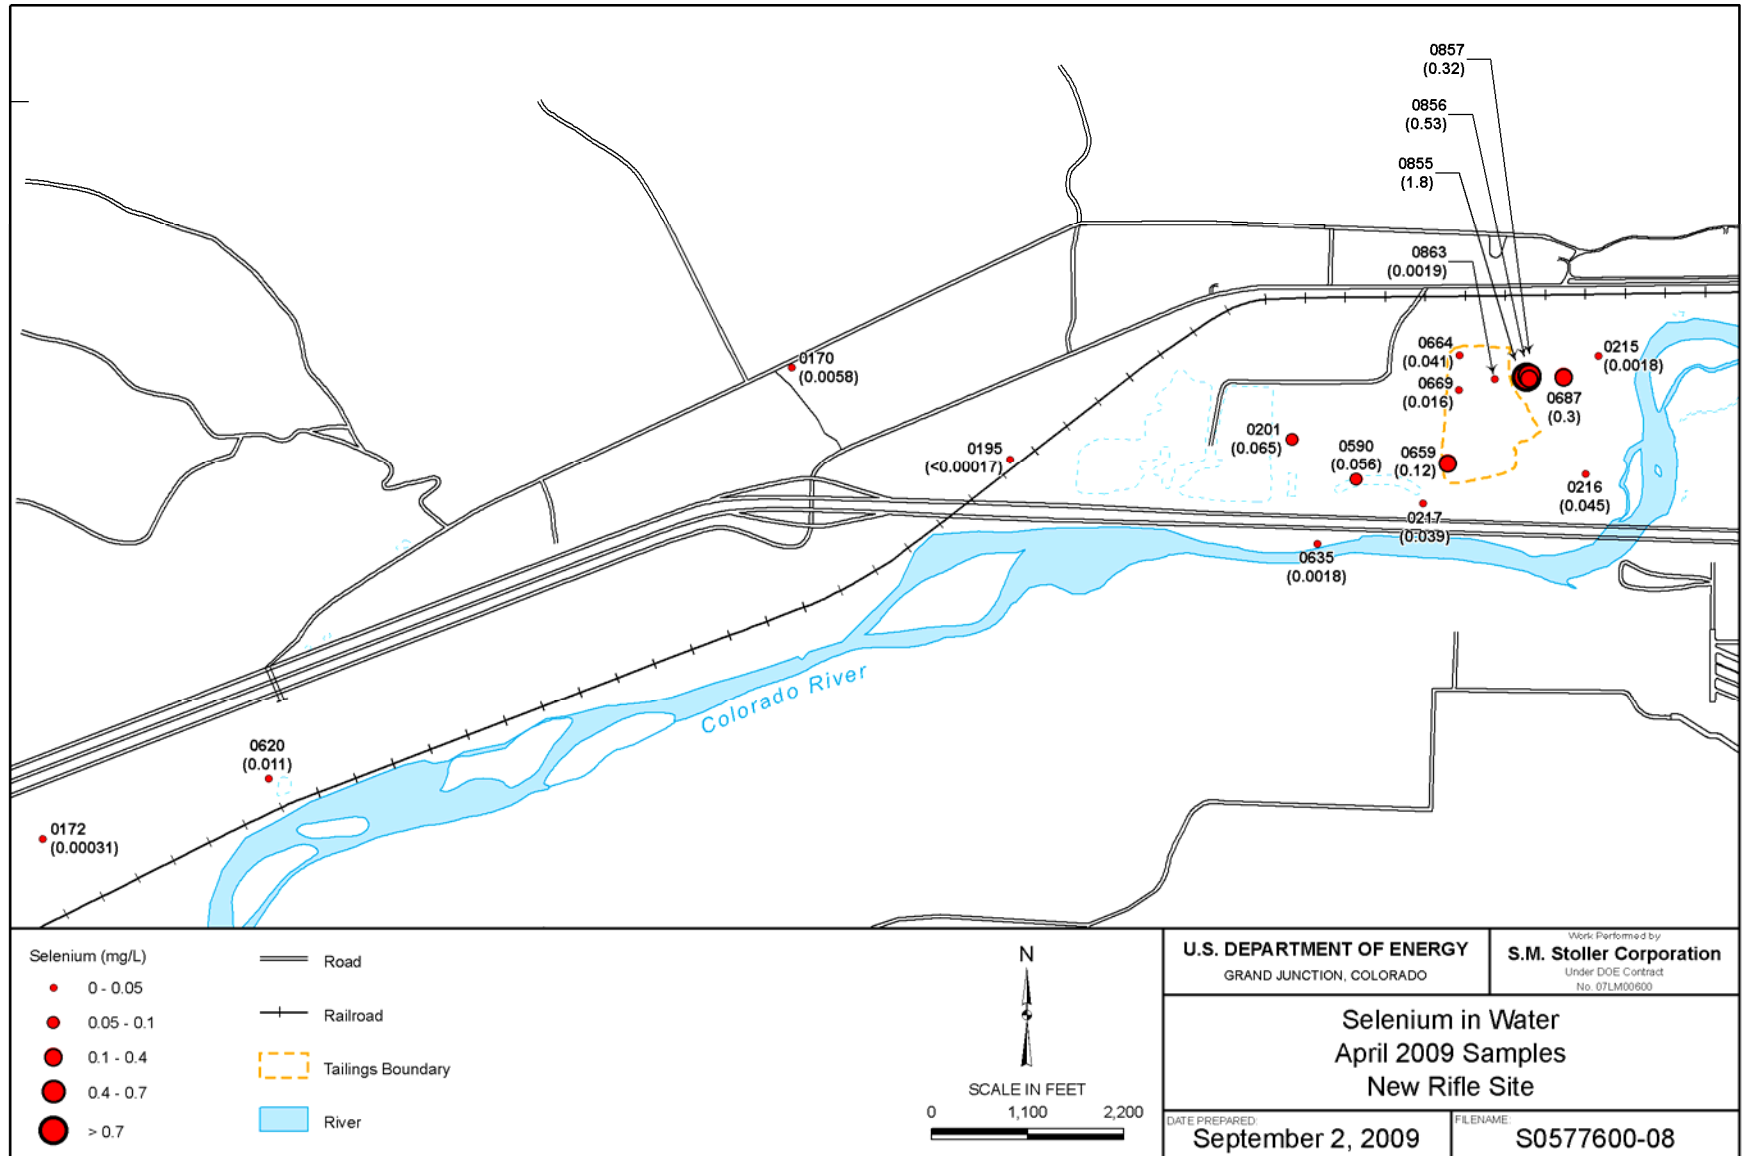 0857
(0.32)
0856
(0.53)
0855
(1.8)
0863
(0.0019)
0664
(0.041)
0215
(0.0018)
0170
(0.0058)
0669
(0.016)
0687
(0.3)
0201
(0.065)
0195
(<0.00017)
0590
(0.056)
0659
(0.12)
0216
(0.045)
0217
(0.039)
0635
(0.0018)
Colorado River
0620
(0.011)
0172
(0.00031)
Selenium (mg/L)
0 - 0.05
0.05 - 0.1
0.1 - 0.4
0.4 - 0.7
> 0.7
Road
Railroad
Tailings Boundary
River
N
SCALE IN FEET
0 1,100 2,200
U.S. DEPARTMENT OF ENERGY
GRAND JUNCTION, COLORADO
Work Performed by
S.M. Stoller Corporation
Under DOE Contract
No. 07LM00600
Selenium in Water
April 2009 Samples
New Rifle Site
DATE PREPARED:
September 2, 2009
FILENAME:
S0577600-08